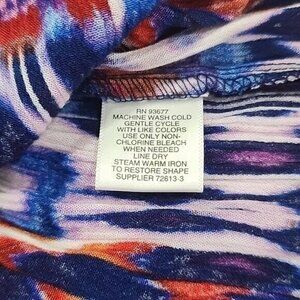 RN 93677
MACHINE WASH COLD
GENTLE CYCLE
WITH LIKE COLORS
USE ONLY NON-
CHLORINE BLEACH
WHEN NEEDED
LINE DRY
STEAM WARM IRON
TO RESTORE SHAPE
SUPPLIER 72613-3